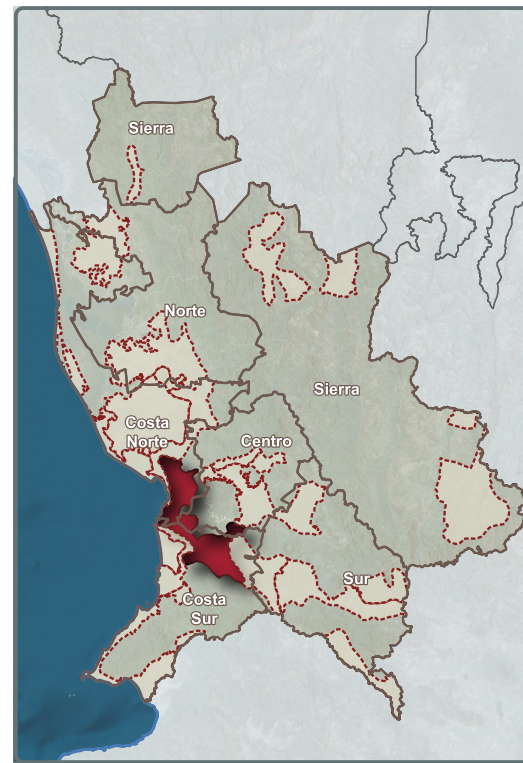 Sierra
Norte
Sierra
Costa
Norte
Centro
Sur
Costa
Sur